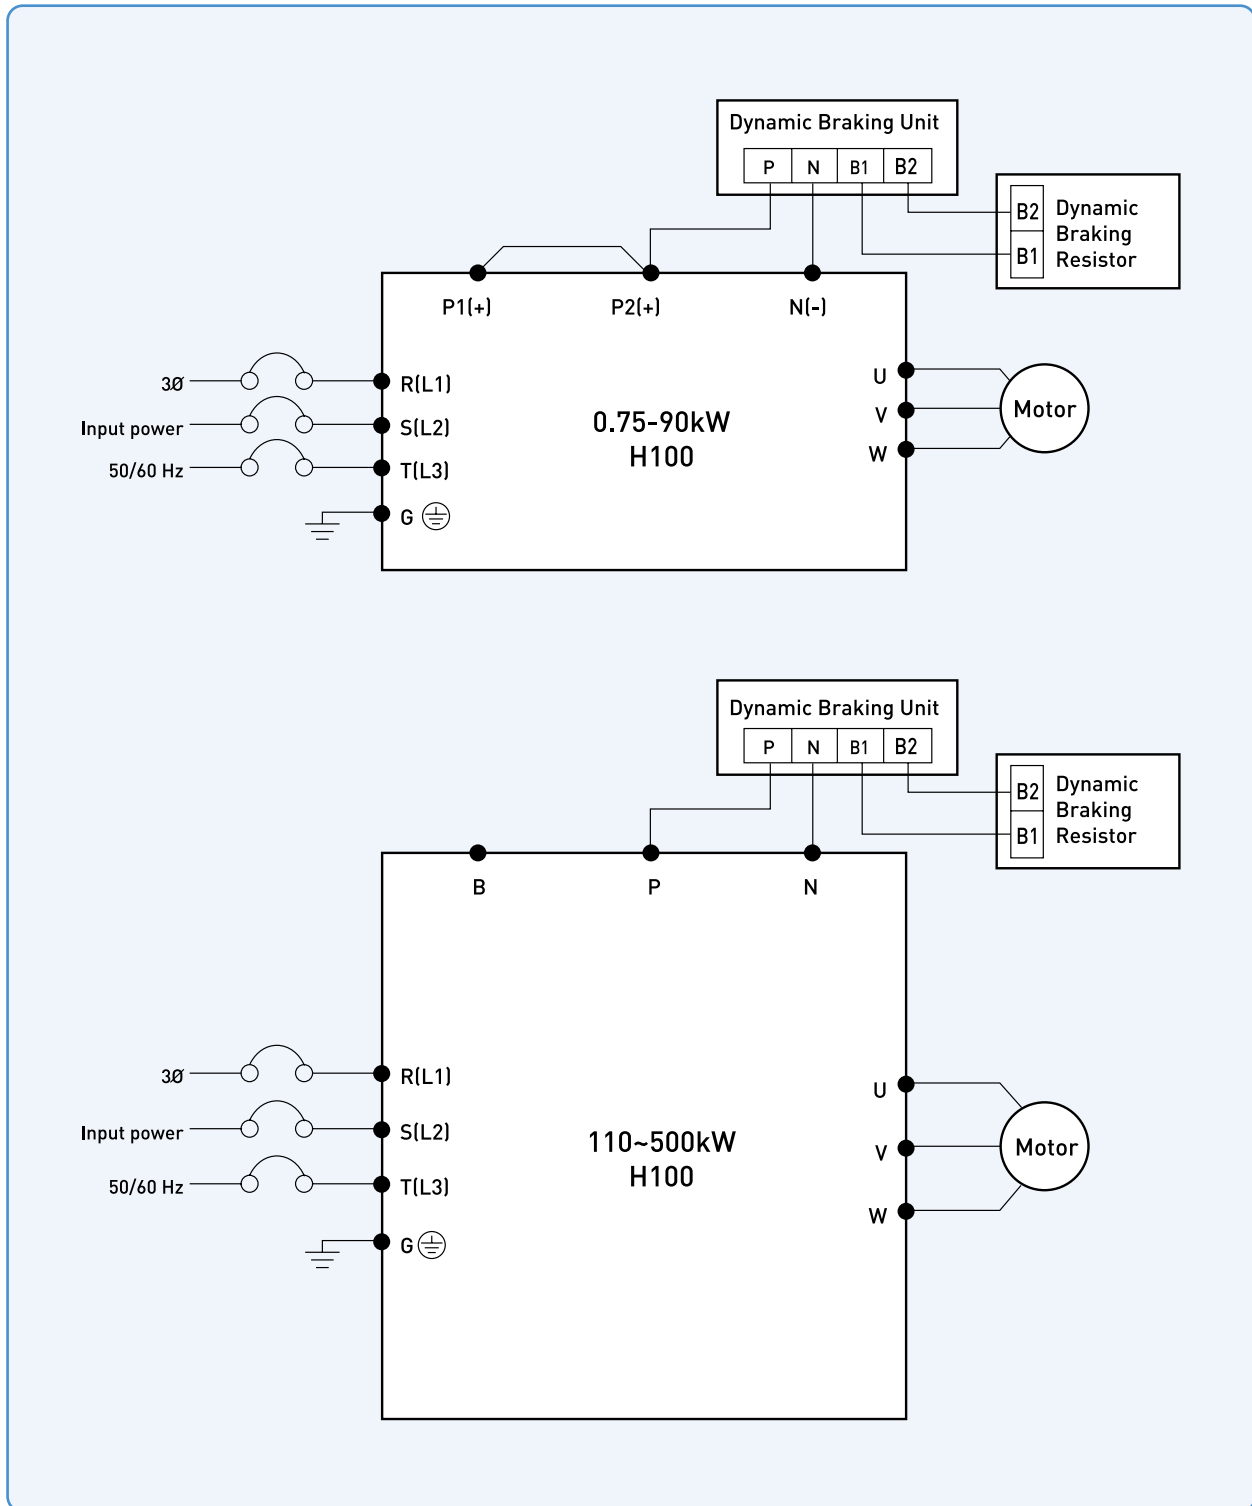 Dynamic Braking Unit
P N B1 B2
B2 Dynamic
Braking
B1 Resistor
P1(+) P2(+) N(-)
3Ø R(L1) U
Input power S(L2) 0.75-90kW V Motor
50/60 Hz T(L3) H100 W
G
Dynamic Braking Unit
P N B1 B2
B2 Dynamic
Braking
B1 Resistor
B P N
3Ø R(L1) U
Input power S(L2) 110~500kW V Motor
50/60 Hz T(L3) H100 W
G